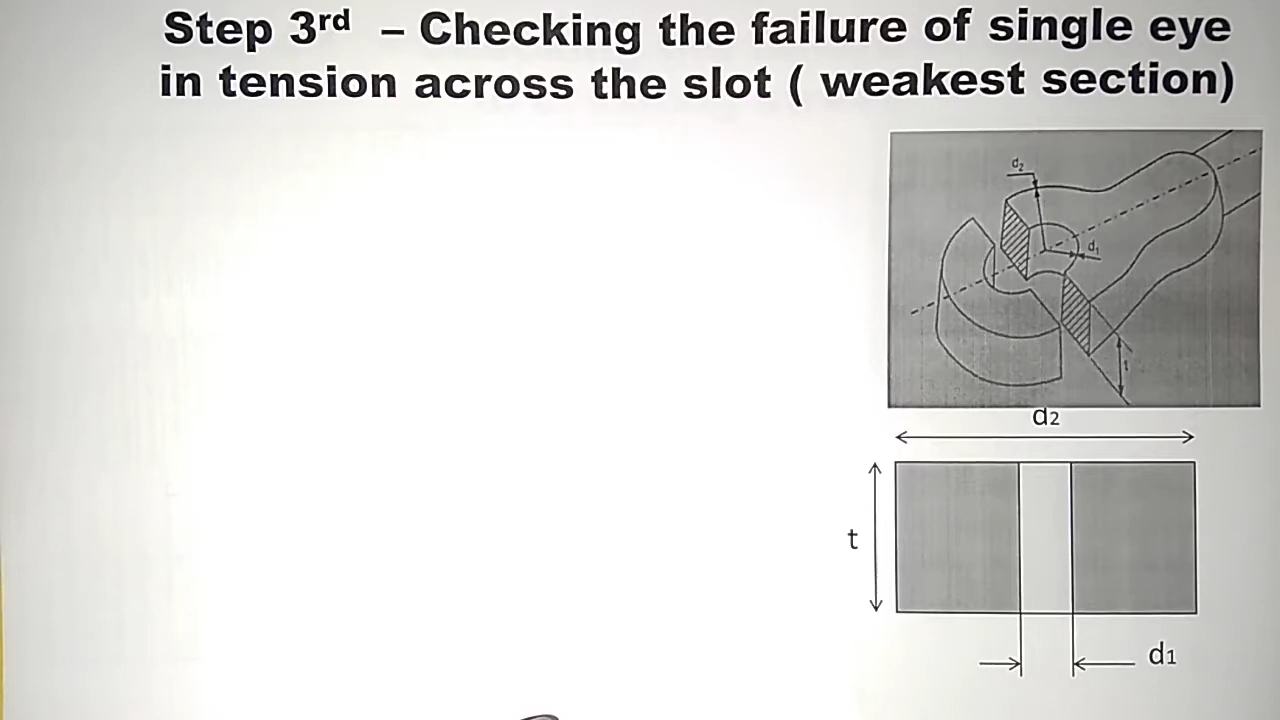 Step 3rd – Checking the failure of single eye
in tension across the slot ( weakest section)
d2
d1
t
d2
t
d1